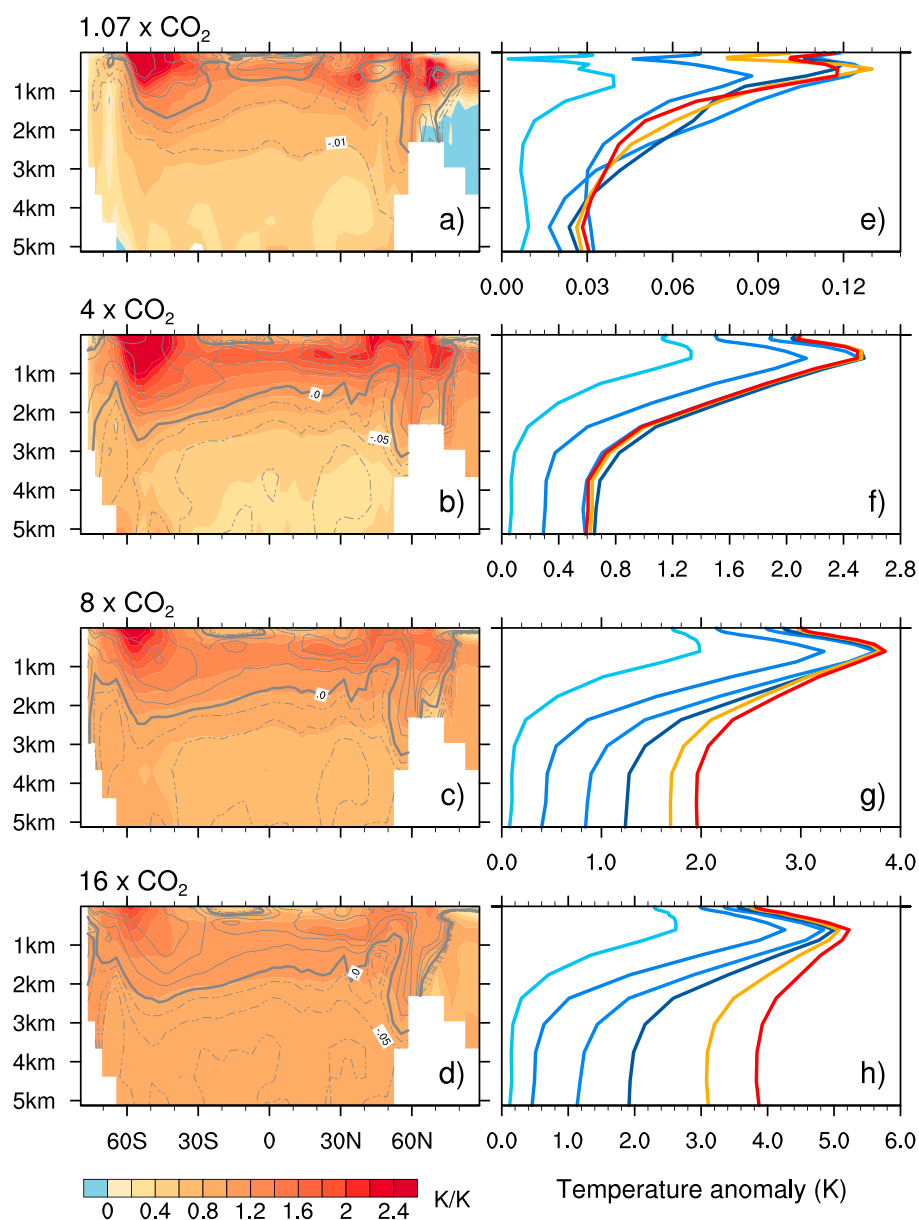 1.07 x CO₂
1km
2km
3km
4km
5km
-.01
a)
e)
0.00 0.03 0.06 0.09 0.12
4 x CO₂
1km
2km
3km
4km
5km
.0
-.05
b)
f)
0.0 0.4 0.8 1.2 1.6 2.0 2.4 2.8
8 x CO₂
1km
2km
3km
4km
5km
.0
c)
g)
0.0 1.0 2.0 3.0 4.0
16 x CO₂
1km
2km
3km
4km
5km
.0
-.05
d)
h)
60S 30S 0 30N 60N
0.0 1.0 2.0 3.0 4.0 5.0 6.0
0 0.4 0.8 1.2 1.6 2 2.4
K/K
Temperature anomaly (K)